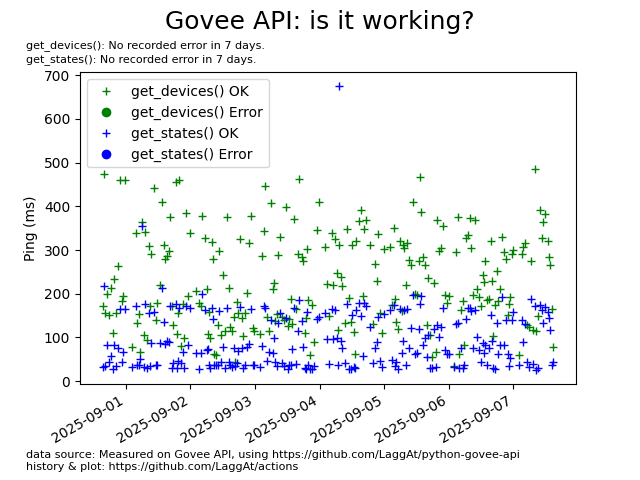 Govee API: is it working?
get_devices(): No recorded error in 7 days.
get_states(): No recorded error in 7 days.
700
600
500
400
300
200
100
0
Ping (ms)
get_devices() OK
get_devices() Error
get_states() OK
get_states() Error
2025-09-01
2025-09-02
2025-09-03
2025-09-04
2025-09-05
2025-09-06
2025-09-07
data source: Measured on Govee API, using https://github.com/LaggAt/python-govee-api
history & plot: https://github.com/LaggAt/actions